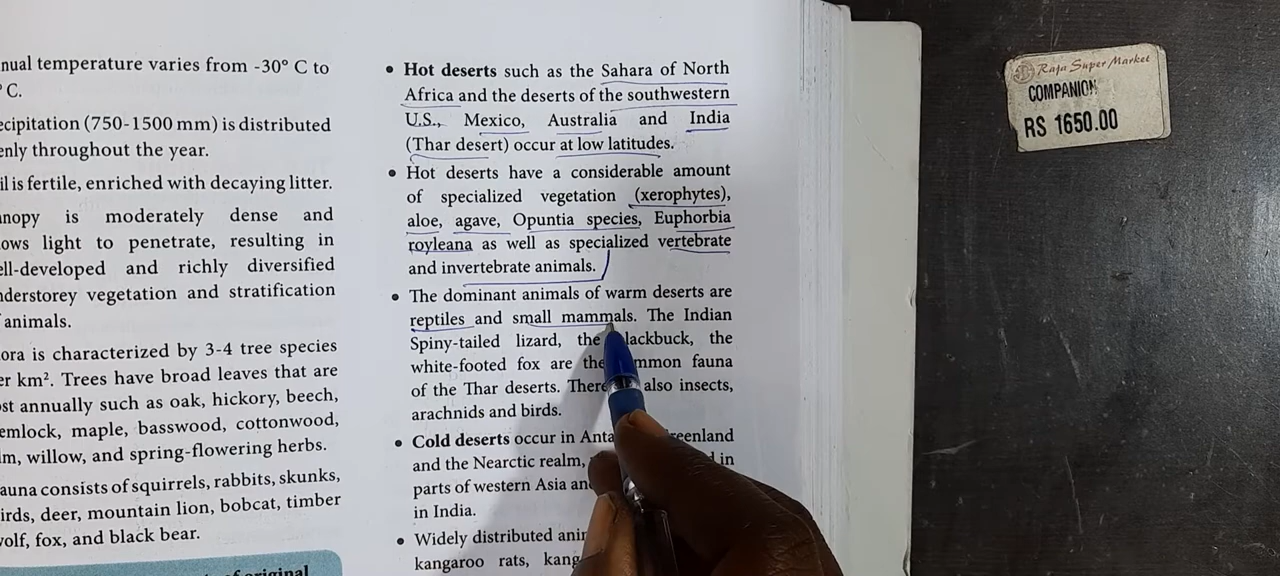 nual temperature varies from -30° C to
° C.
ecipitation (750-1500 mm) is distributed
enly throughout the year.
il is fertile, enriched with decaying litter.
anopy is moderately dense and
ows light to penetrate, resulting in
ell-developed and richly diversified
nderstorey vegetation and stratification
animals.
ora is characterized by 3-4 tree species
er km². Trees have broad leaves that are
ost annually such as oak, hickory, beech,
emlock, maple, basswood, cottonwood,
lm, willow, and spring-flowering herbs.
auna consists of squirrels, rabbits, skunks,
irds, deer, mountain lion, bobcat, timber
olf, fox, and black bear.
of original
• Hot deserts such as the Sahara of North
Africa and the deserts of the southwestern
U.S., Mexico, Australia and India
(Thar desert) occur at low latitudes.
• Hot deserts have a considerable amount
of specialized vegetation (xerophytes),
aloe, agave, Opuntia species, Euphorbia
royleana as well as specialized vertebrate
and invertebrate animals.
• The dominant animals of warm deserts are
reptiles and small mammals. The Indian
Spiny-tailed lizard, the lackbuck, the
white-footed fox are the mmon fauna
of the Thar deserts. There also insects,
arachnids and birds.
• Cold deserts occur in Anta reenland
and the Nearctic realm, d in
parts of western Asia an
in India.
• Widely distributed ani
kangaroo rats, kang
Raja Super Market
COMPANION
RS 1650.00